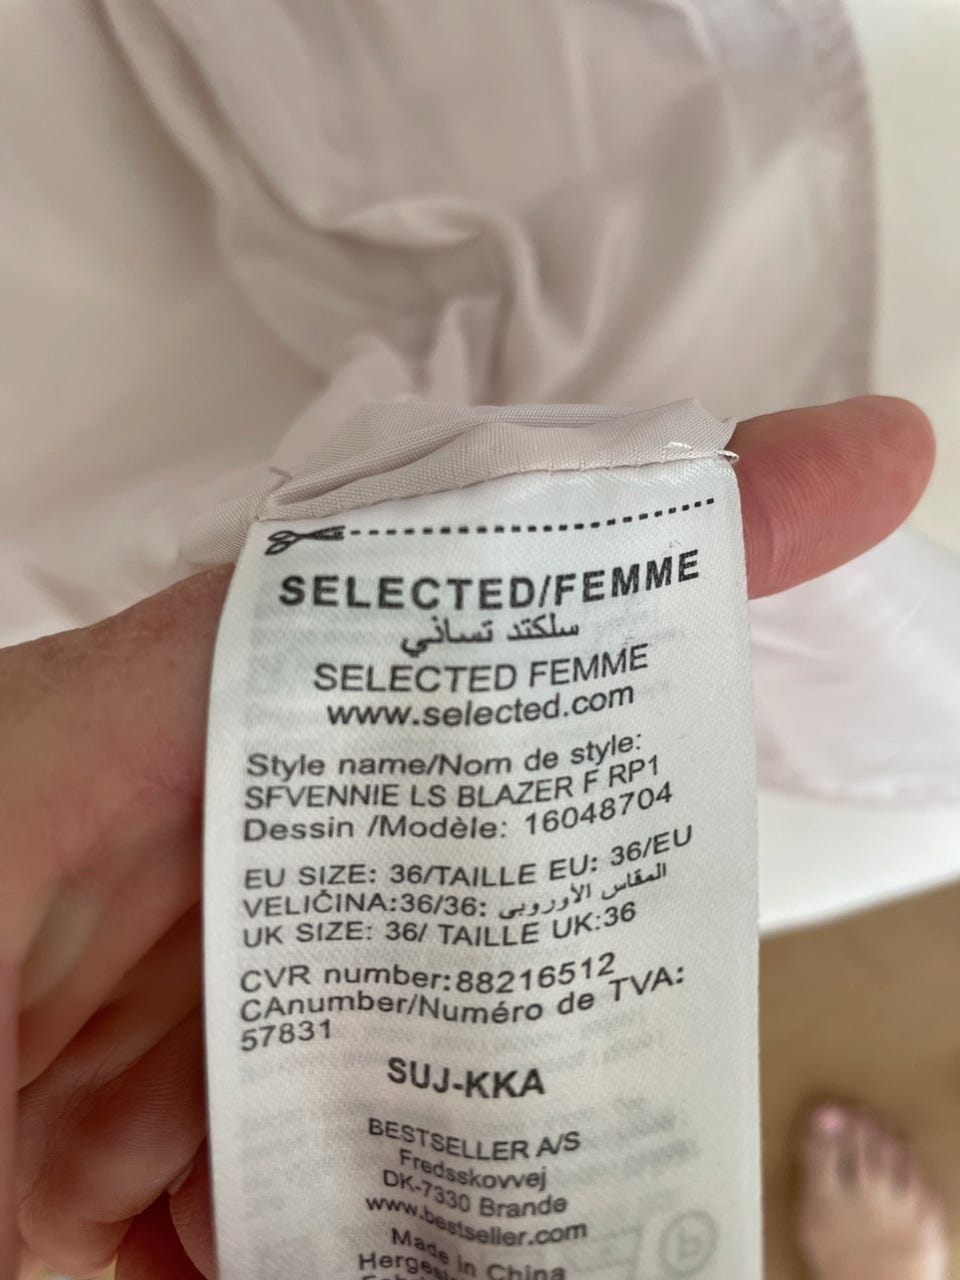 SELECTED/FEMME
سلكتد نسائي
SELECTED FEMME
www.selected.com
Style name/Nom de style:
SFVENNIE LS BLAZER F RP1
Dessin /Modèle: 16048704
EU SIZE: 36/TAILLE EU: 36/EU
VELIČINA:36/36: المقاس الأوروبي
UK SIZE: 36/ TAILLE UK:36
CVR number:88216512
CAnumber/Numéro de TVA:
57831
SUJ-KKA
BESTSELLER A/S
Fredsskovvej
DK-7330 Brande
www.bestseller.com
Made in China